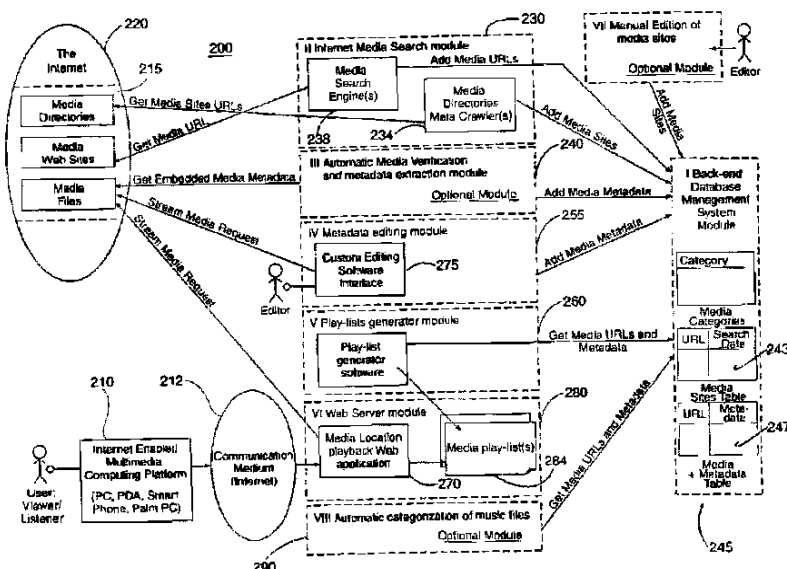 220
200
230
The
Internet
215
Media
Directories
Media
Web Sites
Media
Files
II Internet Media Search module
Media
Search
Engine(s)
238
Media
Directories
Meta Crawler(s)
234
Add Media URLs
Get Media Sites URLs
Get Media URL
Add Media Sites
VII Manual Edition of
media sites
Optional Module
Editor
Add Media
Sites
III Automatic Media Verification
and metadata extraction module
Optional Module
240
Get Embedded Media Metadata
Add Media Metadata
Stream Media Request
Stream Media Request
255
IV Metadata editing module
Custom Editing
Software
Interface
275
Editor
Add Media Metadata
I Back-end
Database
Management
System
Module
Category
Media
Categories
URL
Search
Date
243
Media
Sites Table
URL
Meta-
data
247
Media
+ Metadata
Table
245
V Play-lists generator module
Play-list
generator
software
260
Get Media URLs and
Metadata
210
212
VI Web Server module
Media Location
playback Web
application
270
280
Media play-list(s)
284
Get Media URLs and Metadata
Internet Enabled/
Multimedia
Computing Platform
(PC, PDA, Smart
Phone, Palm PC)
User:
Viewer/
Listener
Communication
Medium
(Internet)
VIII Automatic categorization of music files
Optional Module
290